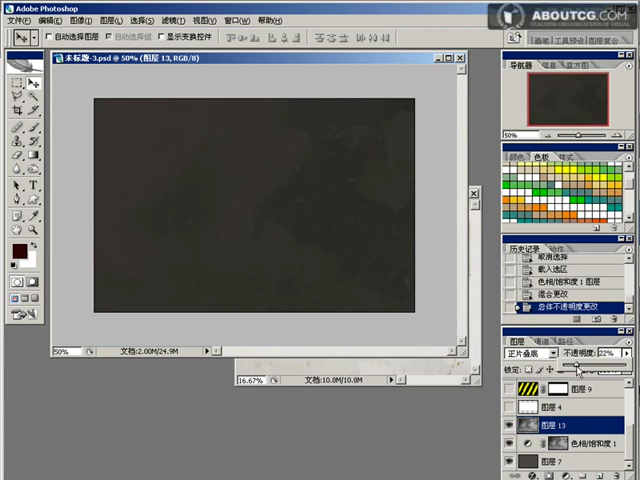 Adobe Photoshop
ABOUTCG.COM
文件(F) 编辑(E) 图像(I) 图层(L) 选择(S) 滤镜(T) 视图(V) 窗口(W) 帮助(H)
自动选择图层 自动选择组 显示变换控件
画笔 工具预设 图层复合
未标题-3.psd @ 50% (图层 13, RGB/8)
导航器 信息 直方图
50%
颜色 色板 样式
历史记录 动作
取消选择
载入选区
色相/饱和度 1 图层
混合更改
总体不透明度更改
图层 通道 路径
正片叠底 不透明度: 22%
锁定:
图层 9
图层 4
图层 13
色相/饱和度 1
图层 7
50% 文档:2.00M/24.9M
16.67% 文档:10.8M/10.8M